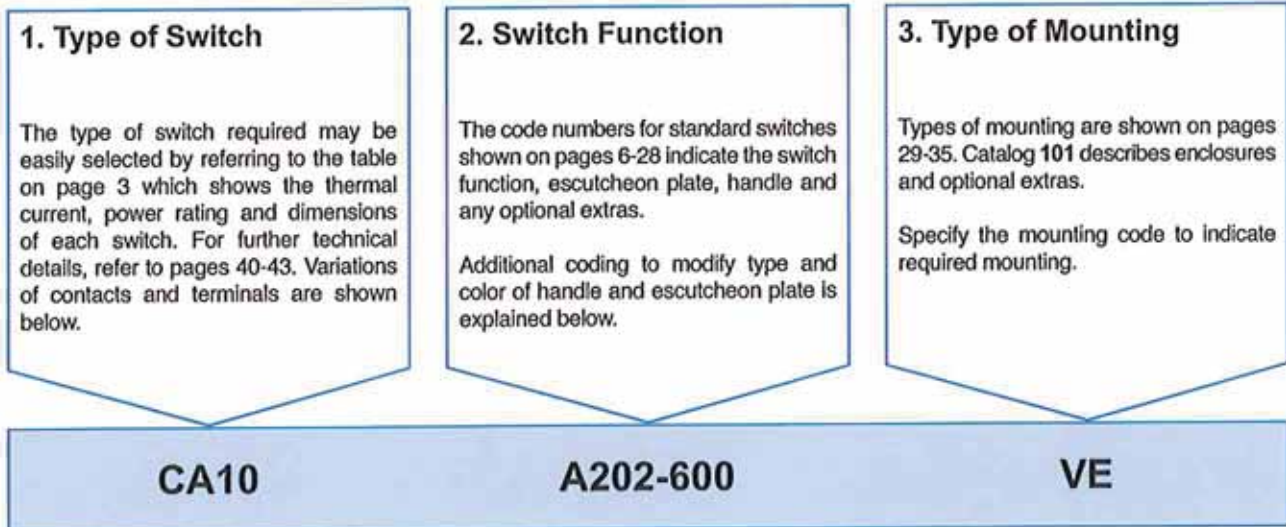 1. Type of Switch
The type of switch required may be
easily selected by referring to the table
on page 3 which shows the thermal
current, power rating and dimensions
of each switch. For further technical
details, refer to pages 40-43. Variations
of contacts and terminals are shown
below.
2. Switch Function
The code numbers for standard switches
shown on pages 6-28 indicate the switch
function, escutcheon plate, handle and
any optional extras.
Additional coding to modify type and
color of handle and escutcheon plate is
explained below.
3. Type of Mounting
Types of mounting are shown on pages
29-35. Catalog 101 describes enclosures
and optional extras.
Specify the mounting code to indicate
required mounting.
CA10
A202-600
VE